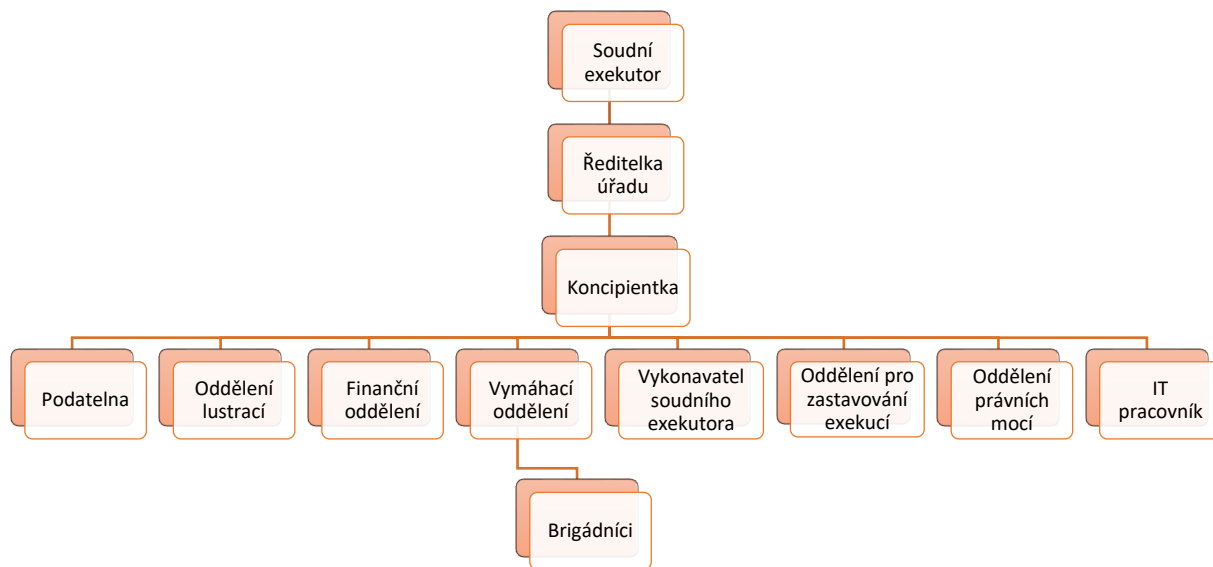 Soudní
exekutor
Ředitelka
úřadu
Koncipientka
Podatelna
Oddělení
lustrací
Finanční
oddělení
Vymáhací
oddělení
Vykonavatel
soudního
exekutora
Oddělení pro
zastavování
exekucí
Oddělení
právních
mocí
IT
pracovník
Brigádníci